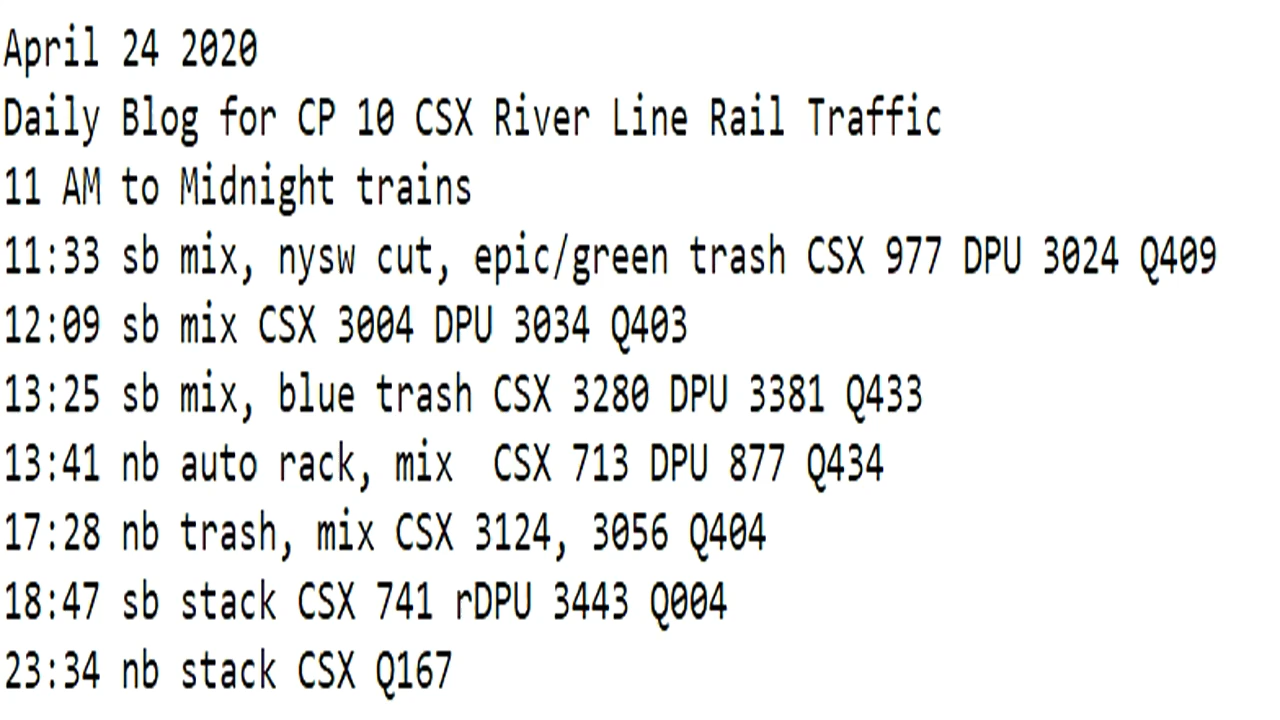 April 24 2020
Daily Blog for CP 10 CSX River Line Rail Traffic
11 AM to Midnight trains
11:33 sb mix, nysw cut, epic/green trash CSX 977 DPU 3024 Q409
12:09 sb mix CSX 3004 DPU 3034 Q403
13:25 sb mix, blue trash CSX 3280 DPU 3381 Q433
13:41 nb auto rack, mix  CSX 713 DPU 877 Q434
17:28 nb trash, mix CSX 3124, 3056 Q404
18:47 sb stack CSX 741 rDPU 3443 Q004
23:34 nb stack CSX Q167